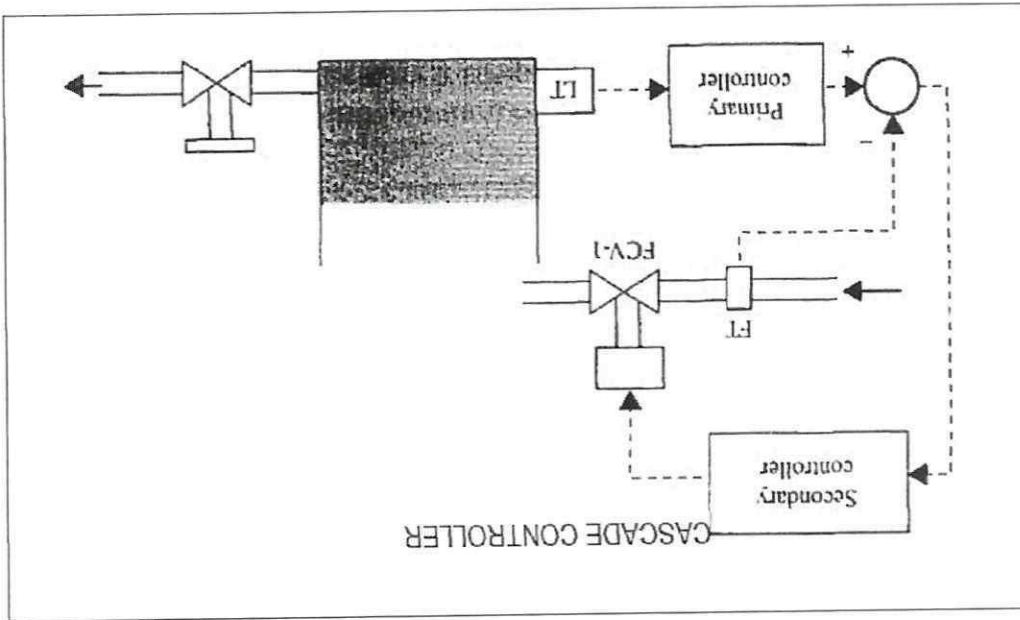 CASCADE CONTROLLER
Secondary
controller
FT
FCV-1
-
+
Primary
controller
LT